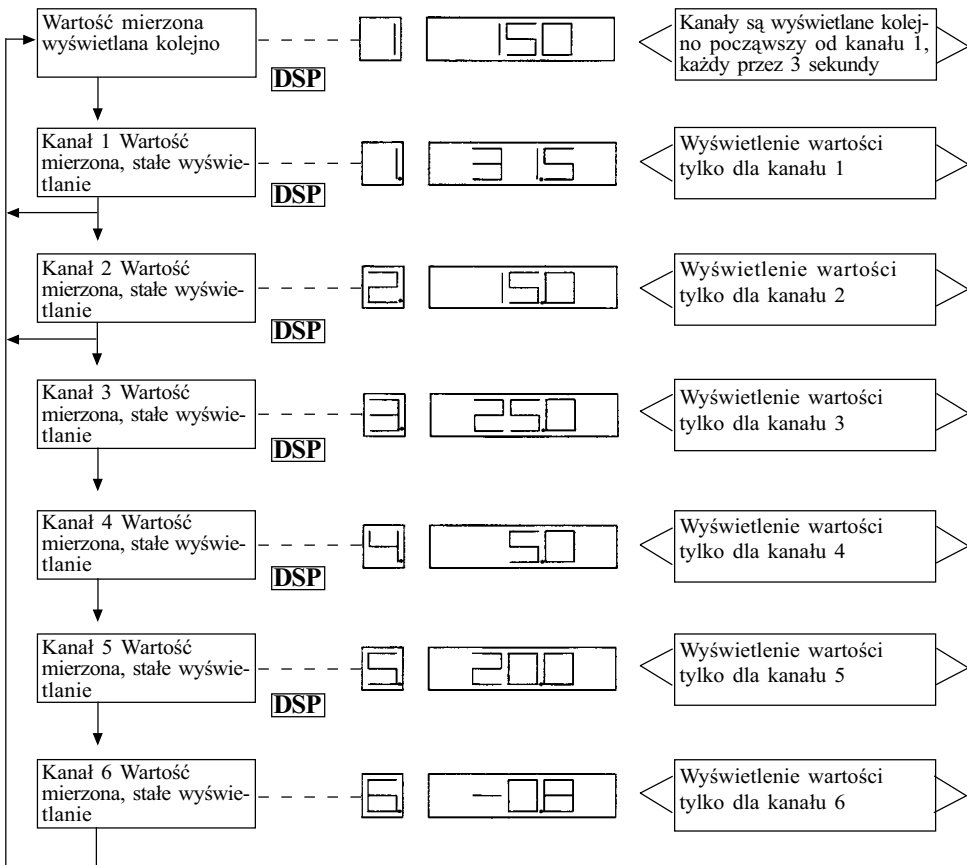 Wartość mierzona
wyświetlana kolejno
1
150
Kanały są wyświetlane kolej-
no począwszy od kanału 1,
każdy przez 3 sekundy
DSP
Kanał 1 Wartość
mierzona, stałe wyświe-
tlanie
1.
31.5
Wyświetlenie wartości
tylko dla kanału 1
DSP
Kanał 2 Wartość
mierzona, stałe wyświe-
tlanie
2.
15.0
Wyświetlenie wartości
tylko dla kanału 2
DSP
Kanał 3 Wartość
mierzona, stałe wyświe-
tlanie
3.
25.0
Wyświetlenie wartości
tylko dla kanału 3
DSP
Kanał 4 Wartość
mierzona, stałe wyświe-
tlanie
4.
5.0
Wyświetlenie wartości
tylko dla kanału 4
DSP
Kanał 5 Wartość
mierzona, stałe wyświe-
tlanie
5.
20.0
Wyświetlenie wartości
tylko dla kanału 5
DSP
Kanał 6 Wartość
mierzona, stałe wyświe-
tlanie
6.
-0.8
Wyświetlenie wartości
tylko dla kanału 6